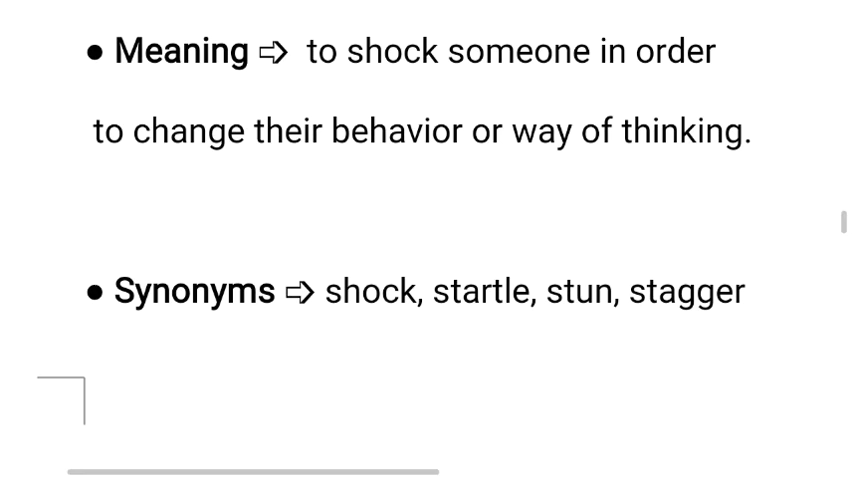 ● Meaning ➩ to shock someone in order
to change their behavior or way of thinking.
● Synonyms ➩ shock, startle, stun, stagger